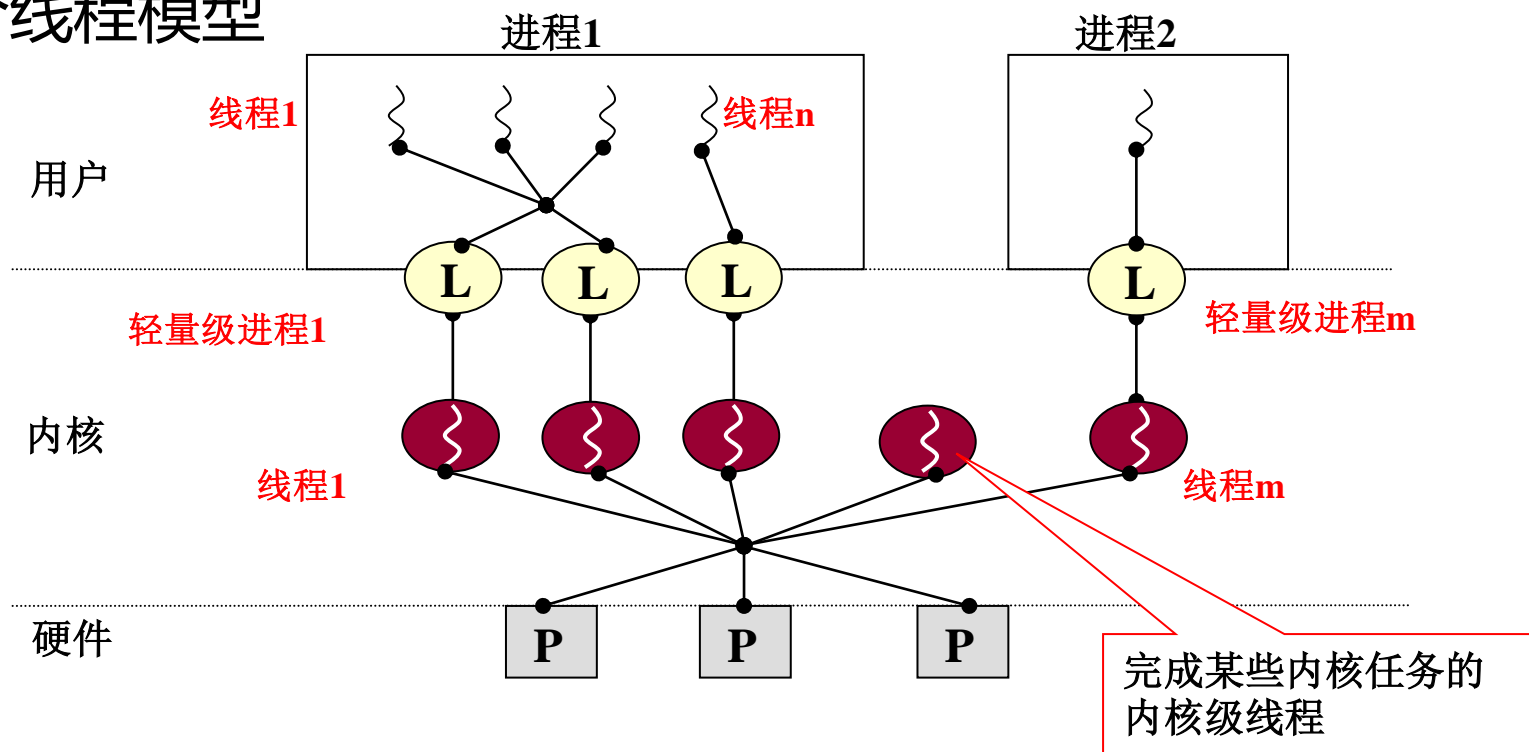 线程模型
进程1
进程2
线程1
线程n
用户
L
L
L
L
轻量级进程1
轻量级进程m
内核
线程1
线程m
硬件
P
P
P
完成某些内核任务的
内核级线程